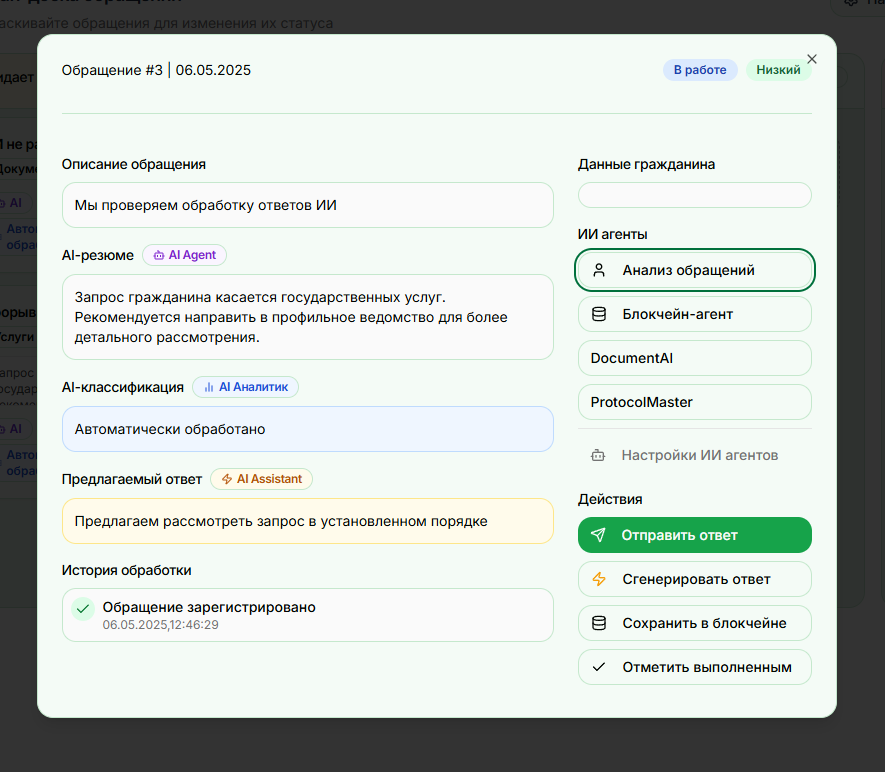 аскивайте обращения для изменения их статуса
Обращение #3 | 06.05.2025
В работе
Низкий
Описание обращения
Мы проверяем обработку ответов ИИ
AI-резюме
AI Agent
Запрос гражданина касается государственных услуг.
Рекомендуется направить в профильное ведомство для более
детального рассмотрения.
AI-классификация
AI Аналитик
Автоматически обработано
Предлагаемый ответ
AI Assistant
Предлагаем рассмотреть запрос в установленном порядке
История обработки
Обращение зарегистрировано
06.05.2025,12:46:29
Данные гражданина
ИИ агенты
Анализ обращений
Блокчейн-агент
DocumentAI
ProtocolMaster
Настройки ИИ агентов
Действия
Отправить ответ
Сгенерировать ответ
Сохранить в блокчейне
Отметить выполненным